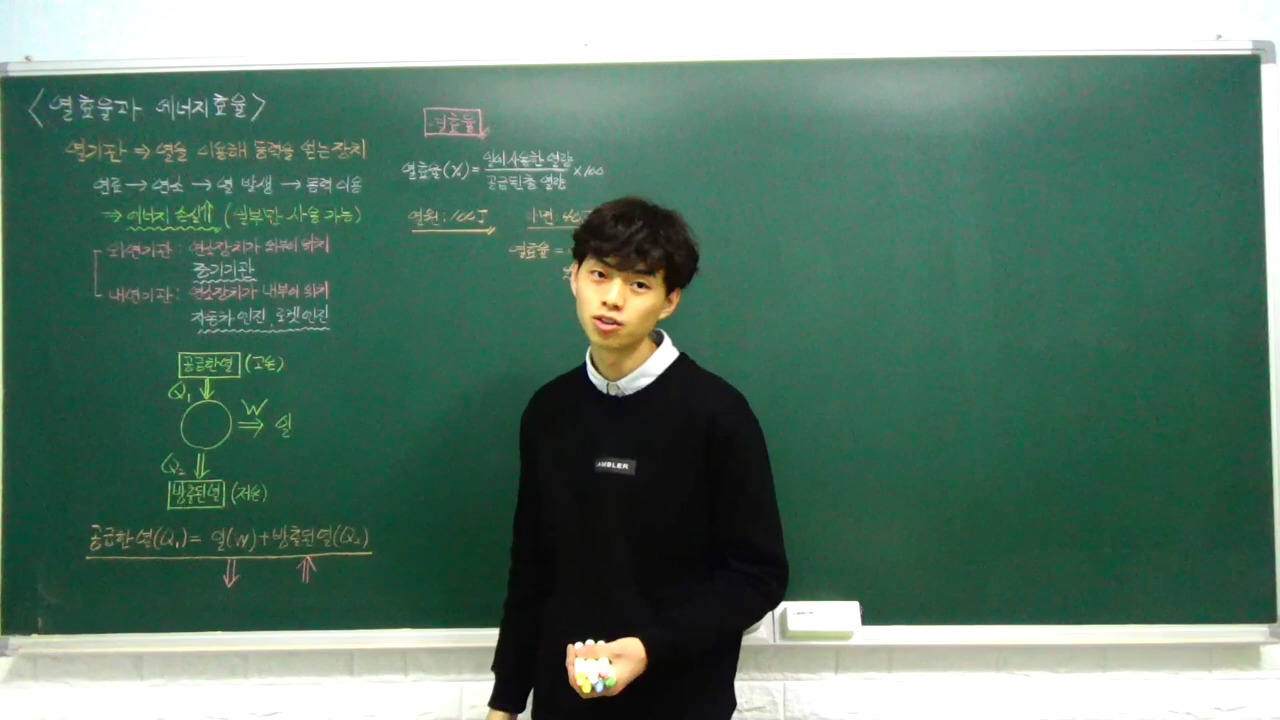 <열효율과 에너지효율>
열기관 → 열을 이용해 동력을 얻는 장치
연료 → 연소 → 열 발생 → 동력 이용
⇒ 에너지 손실↑ (일부만 사용 가능)
외연기관 : 연소장치가 외부에 위치
증기기관
내연기관 : 연소장치가 내부에 위치
자동차 엔진, 로켓엔진
공급한 열 (고온)
Q₁
W
⇒ 일
Q₂
방출된 열 (저온)
공급한 열(Q₁) = 일(W) + 방출된 열(Q₂)
열효율
열효율(%) = 일에 사용한 열량 / 공급된 총 열량 × 100
열원 : 100J
열효율 =
AMBLER